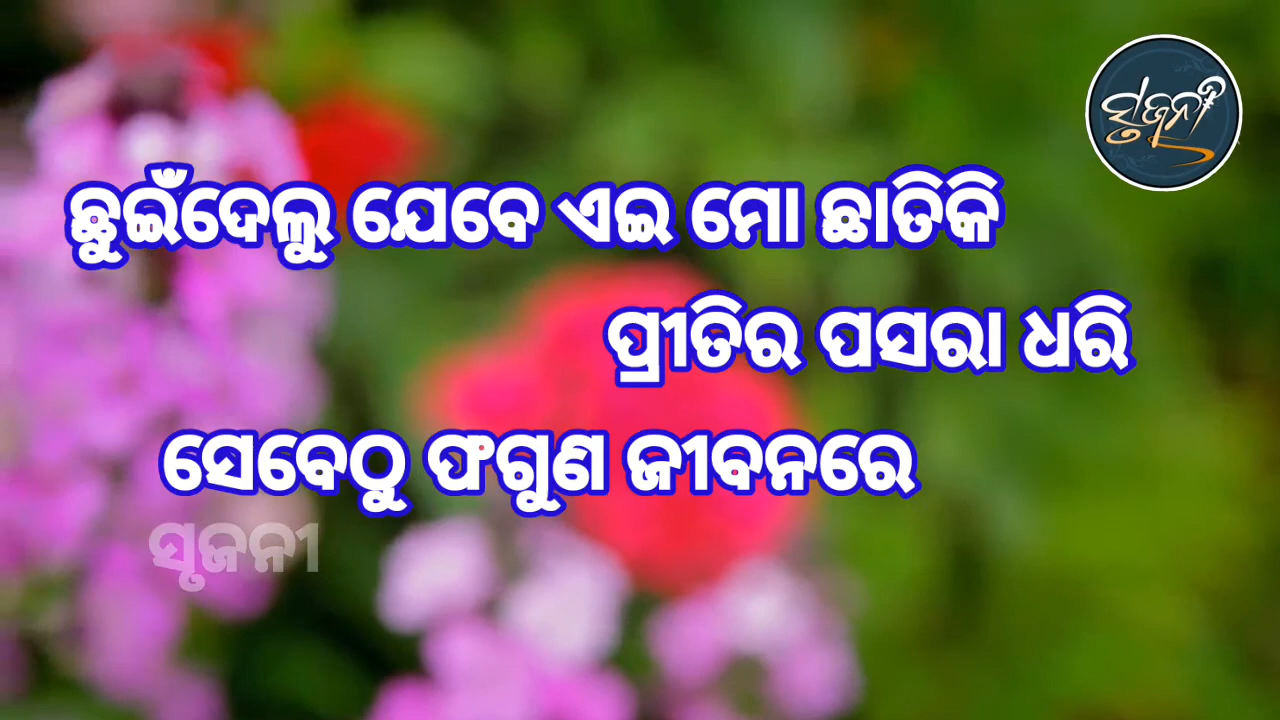 ସୃଜନୀ
ଛୁଇଁଦେଲୁ ଯେବେ ଏଇ ମୋ ଛାତିକି
ପ୍ରୀତିର ପସରା ଧରି
ସେବେଠୁ ଫଗୁଣ ଜୀବନରେ
ସୃଜନୀ